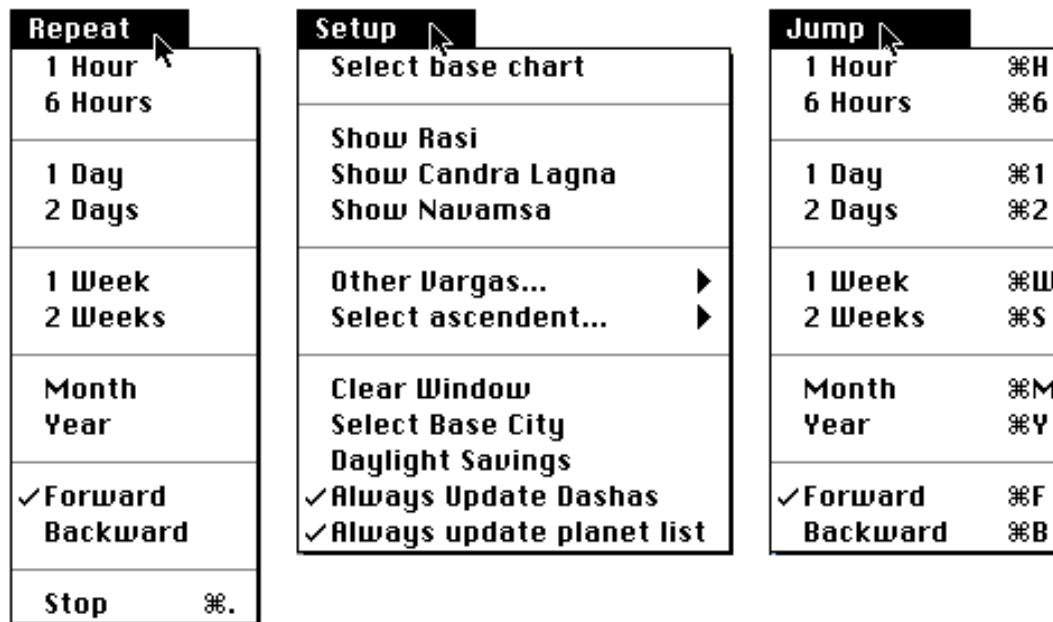 Repeat
1 Hour
6 Hours
1 Day
2 Days
1 Week
2 Weeks
Month
Year
✓Forward
Backward
Stop ⌘.
Setup
Select base chart
Show Rasi
Show Candra Lagna
Show Navamsa
Other Vargas... ▶
Select ascendent... ▶
Clear Window
Select Base City
Daylight Savings
✓Always Update Dashas
✓Always update planet list
Jump
1 Hour ⌘H
6 Hours ⌘6
1 Day ⌘1
2 Days ⌘2
1 Week ⌘W
2 Weeks ⌘S
Month ⌘M
Year ⌘Y
✓Forward ⌘F
Backward ⌘B